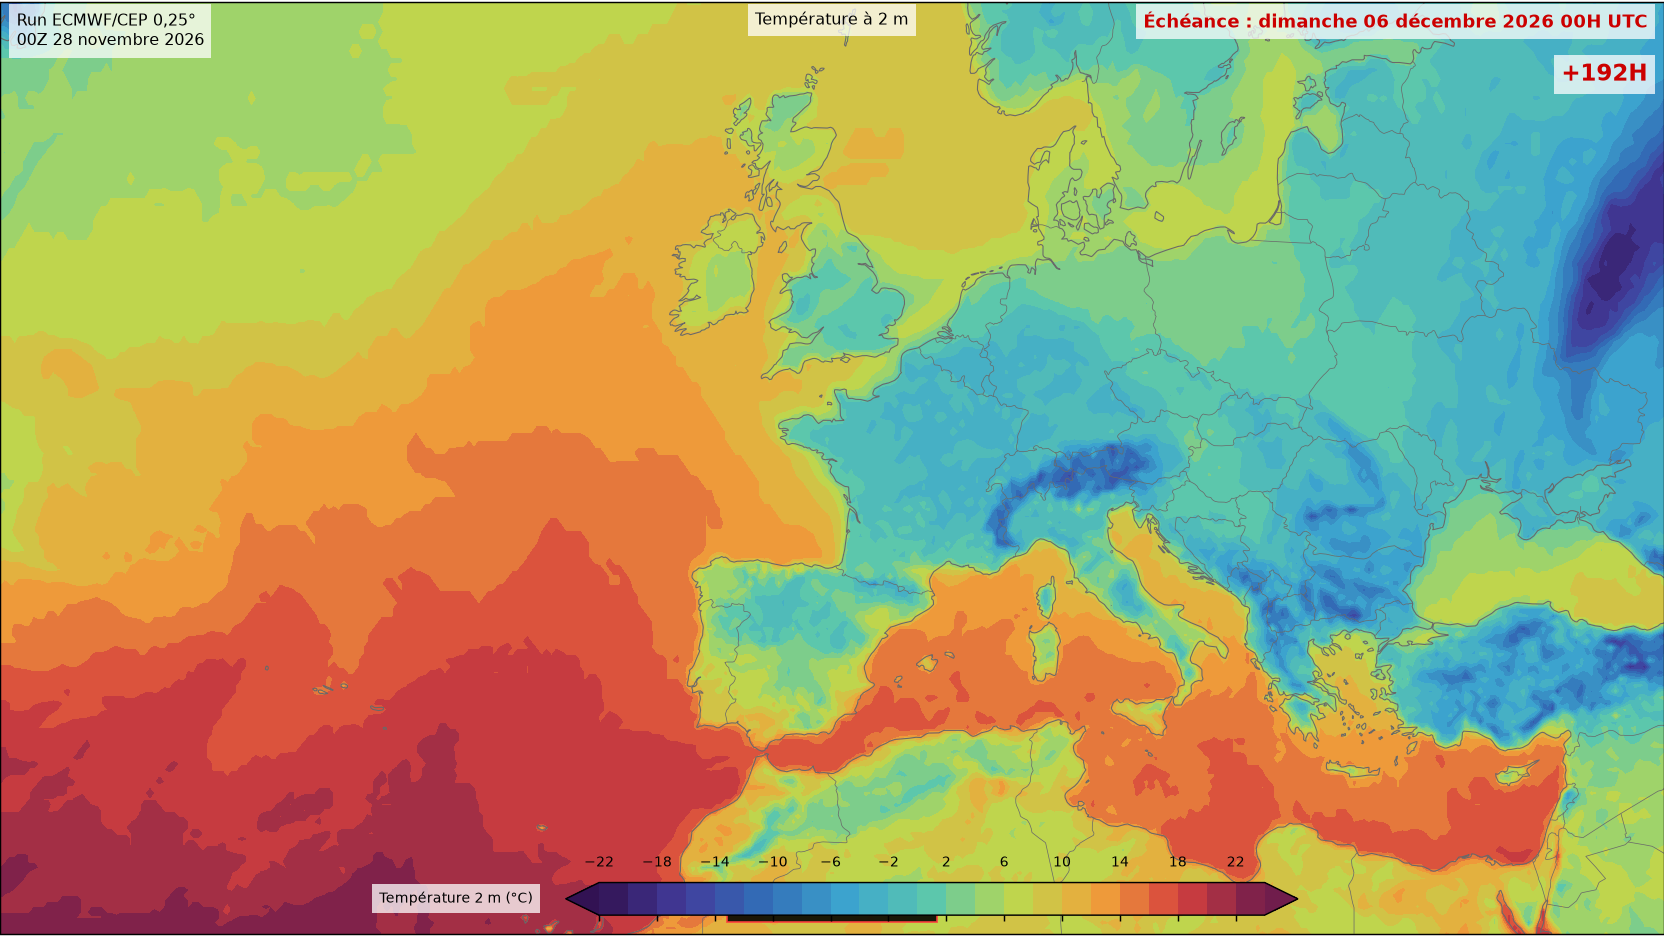 Run ECMWF/CEP 0,25°
00Z 28 novembre 2026
Température à 2 m
Échéance : dimanche 06 décembre 2026 00H UTC
+192H
−22 −18 −14 −10 −6 −2 2 6 10 14 18 22
Température 2 m (°C)